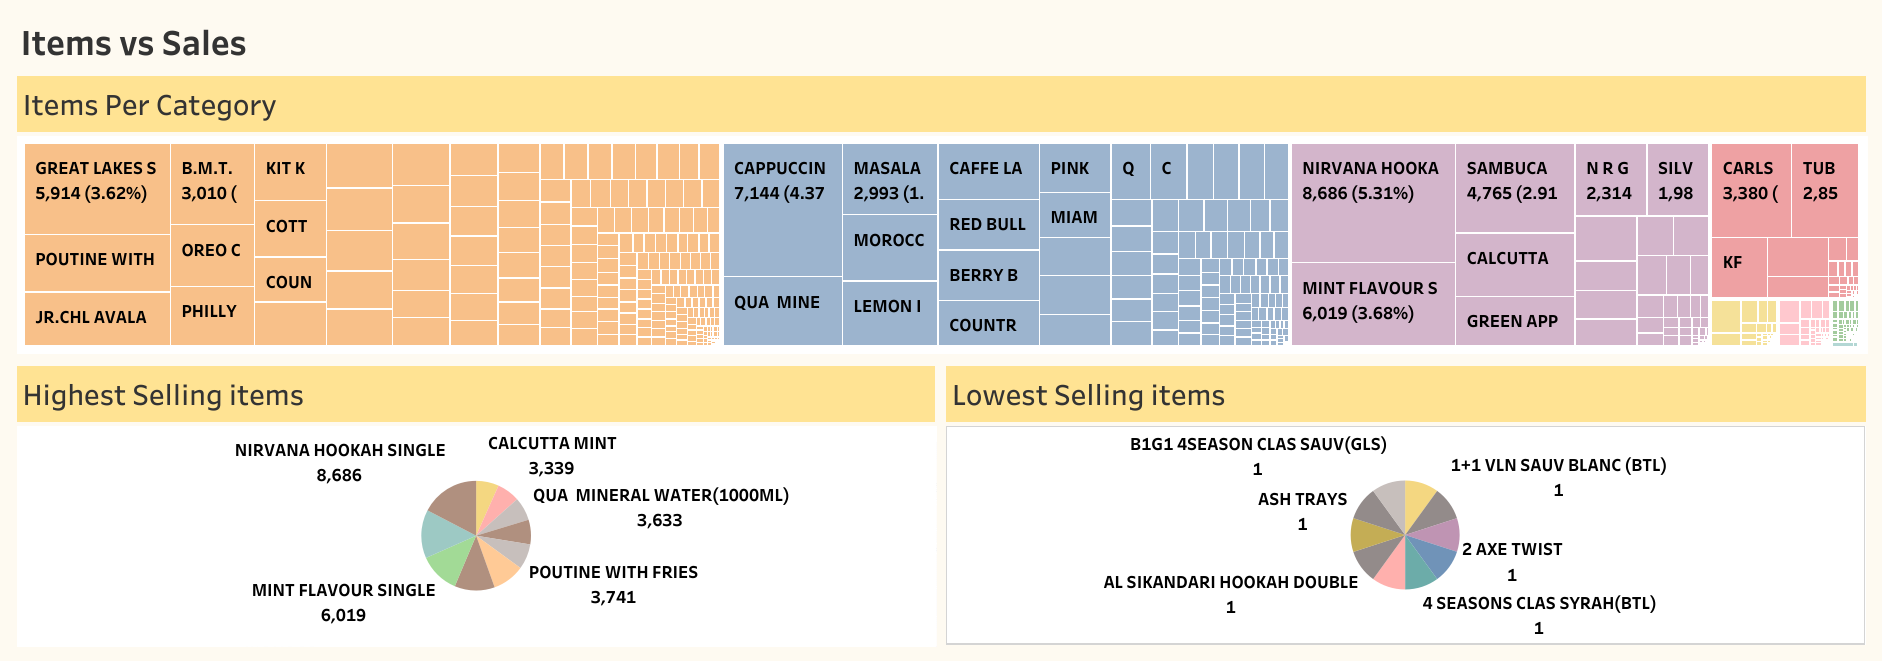 Items vs Sales
Items Per Category
GREAT LAKES S
5,914 (3.62%)
POUTINE WITH
JR.CHL AVALA
B.M.T.
3,010 (
OREO C
PHILLY
KIT K
COTT
COUN
CAPPUCCIN
7,144 (4.37
QUA  MINE
MASALA
2,993 (1.
MOROCC
LEMON I
CAFFE LA
RED BULL
BERRY B
COUNTR
PINK
MIAM
Q
C
NIRVANA HOOKA
8,686 (5.31%)
MINT FLAVOUR S
6,019 (3.68%)
SAMBUCA
4,765 (2.91
CALCUTTA
GREEN APP
N R G
2,314
SILV
1,98
CARLS
3,380 (
KF
TUB
2,85
Highest Selling items
NIRVANA HOOKAH SINGLE
8,686
CALCUTTA MINT
3,339
QUA  MINERAL WATER(1000ML)
3,633
POUTINE WITH FRIES
3,741
MINT FLAVOUR SINGLE
6,019
Lowest Selling items
B1G1 4SEASON CLAS SAUV(GLS)
1
1+1 VLN SAUV BLANC (BTL)
1
ASH TRAYS
1
2 AXE TWIST
1
AL SIKANDARI HOOKAH DOUBLE
1
4 SEASONS CLAS SYRAH(BTL)
1